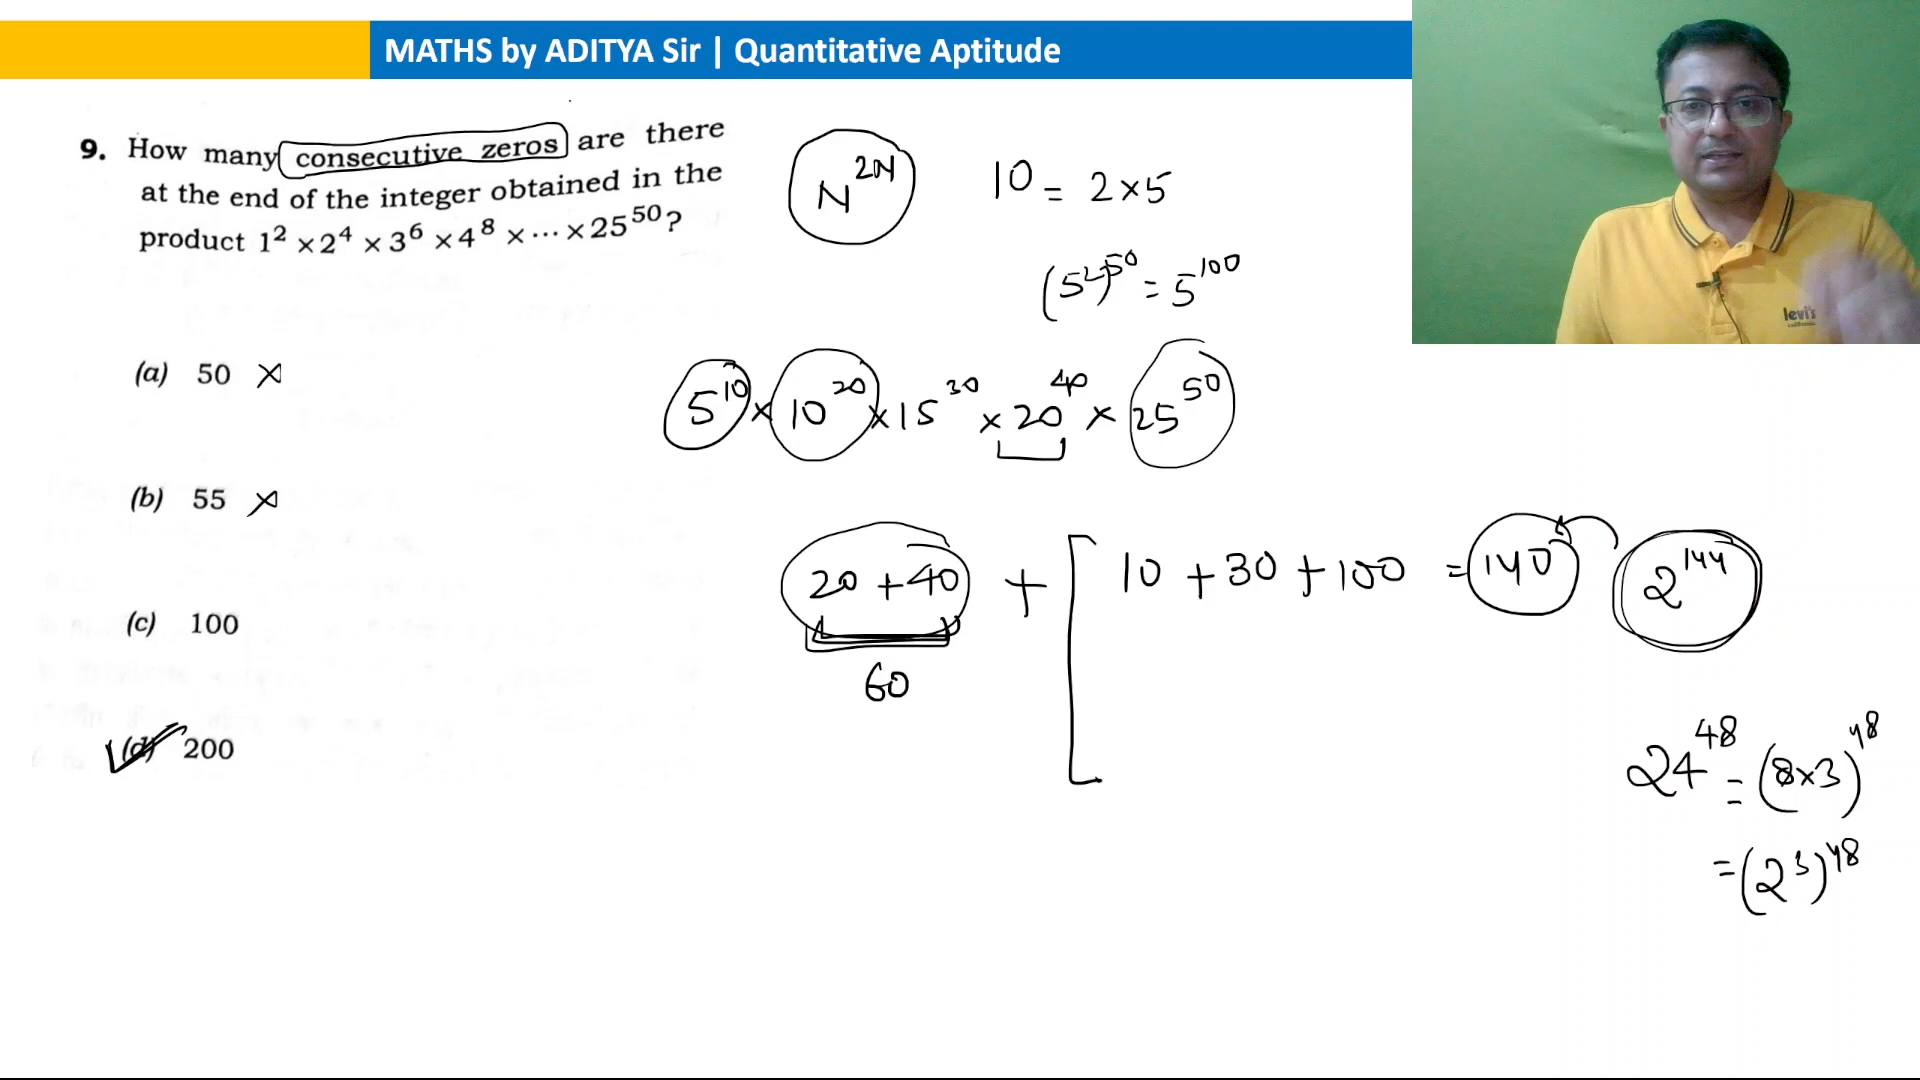 MATHS by ADITYA Sir | Quantitative Aptitude
9. How many consecutive zeros are there
at the end of the integer obtained in the
product 1² ×2⁴ ×3⁶ ×4⁸ ×···×25⁵⁰?
(a) 50 ×
(b) 55 ×
(c) 100
(d) 200
N^2N
10 = 2×5
(5²)⁵⁰ = 5¹⁰⁰
5¹⁰ × 10²⁰ × 15³⁰ × 20⁴⁰ × 25⁵⁰
20 + 40 + [ 10 + 30 + 100 = 140 2¹⁴⁴
60
24⁴⁸ = (8×3)⁴⁸
= (2³)⁴⁸
levi's